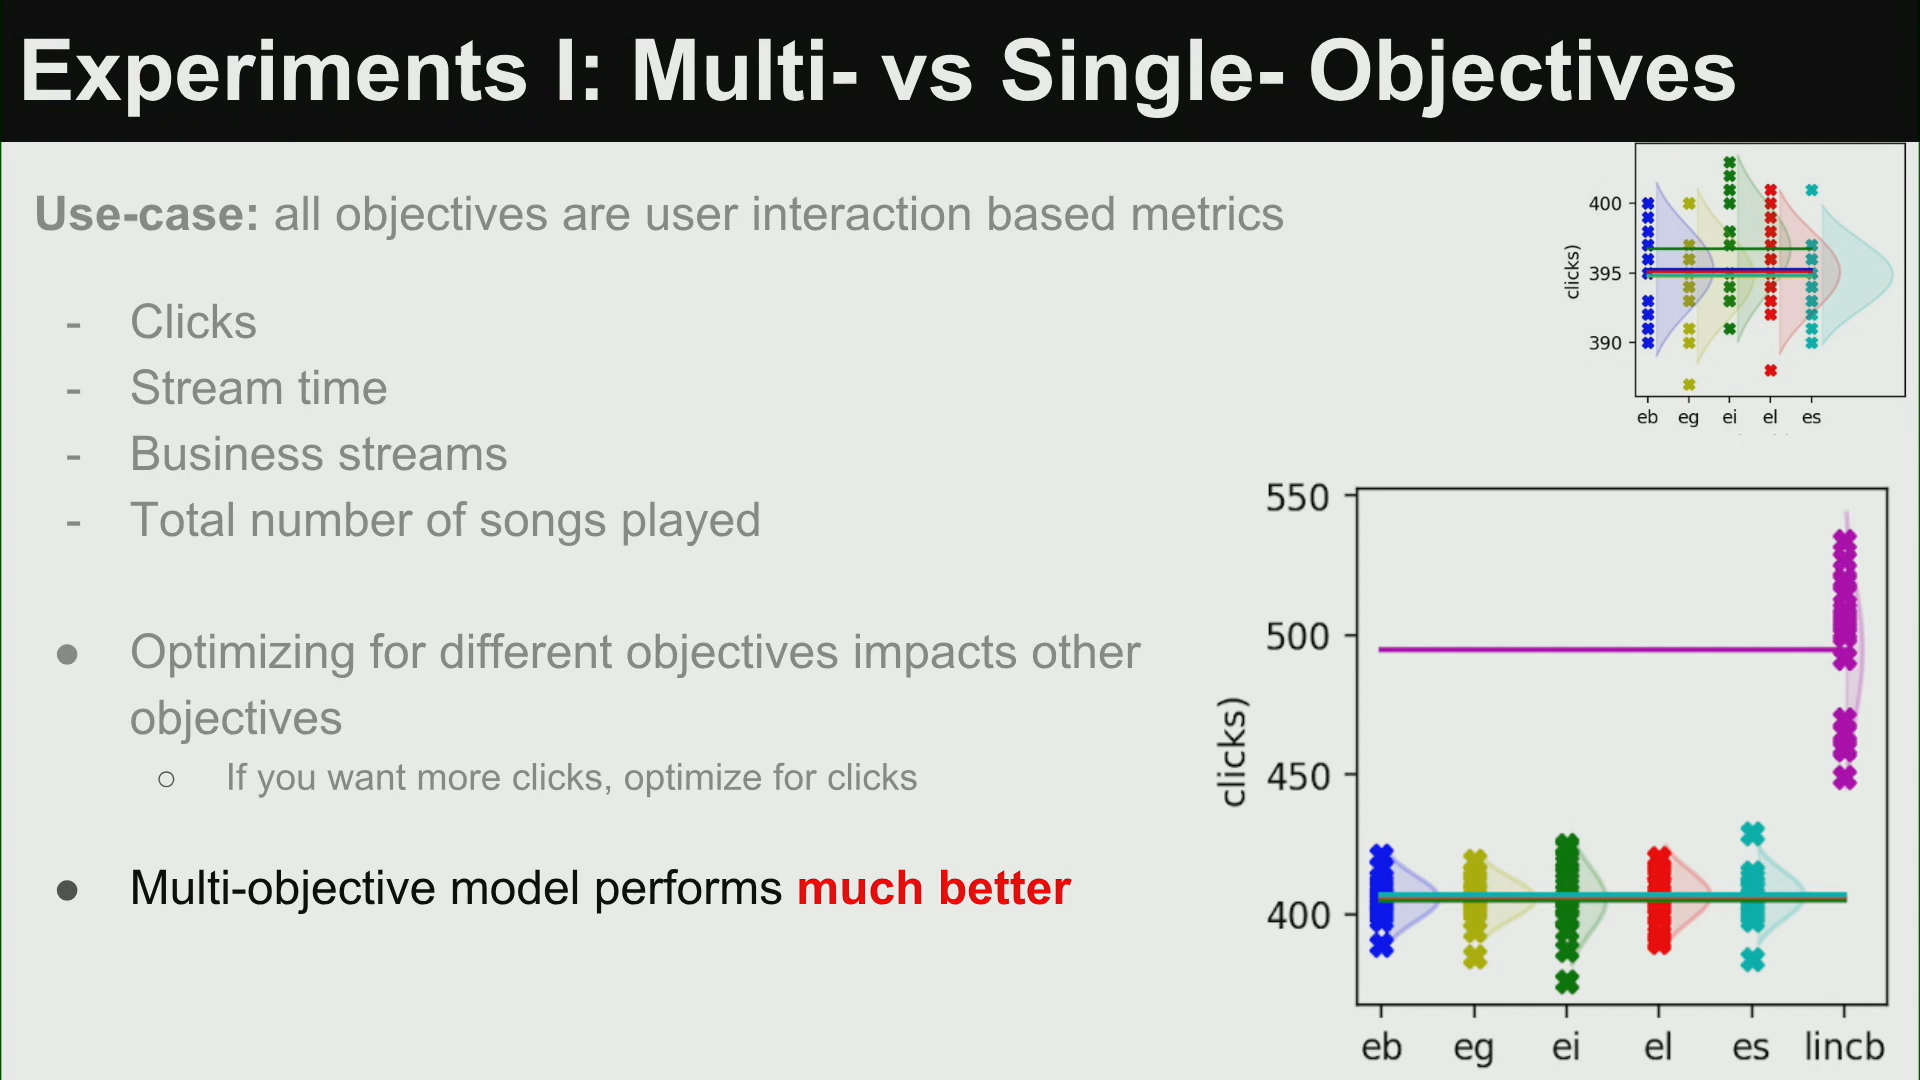 Experiments I: Multi- vs Single- Objectives
Use-case: all objectives are user interaction based metrics
- Clicks
- Stream time
- Business streams
- Total number of songs played
● Optimizing for different objectives impacts other
objectives
○ If you want more clicks, optimize for clicks
● Multi-objective model performs much better
400
395
390
clicks)
eb eg ei el es
550
500
450
400
clicks)
eb eg ei el es lincb